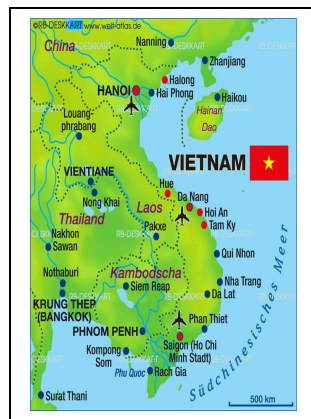 ©RB-DESKKART www.welt-atlas.de
China
Nanning
Zhanjiang
HANOI
Halong
Hai Phong
Haikou
Hainan
Dao
Louang-
phrabang
VIETNAM
VIENTIANE
Hue
Da Nang
Nong Khai
Laos
Hoi An
Thailand
Tam Ky
Nakhon
Sawan
Pakxe
RB-DESKKART
Qui Nhon
Nothaburi
Kambodscha
Siem Reap
Nha Trang
KRUNG THEP
(BANGKOK)
Da Lat
Phan Thiet
PHNOM PENH
Kompong
Som
Saigon (Ho Chi
Minh Stadt)
Phu Quoc
Rach Gia
Südchinesisches Meer
Surat Thani
500 km